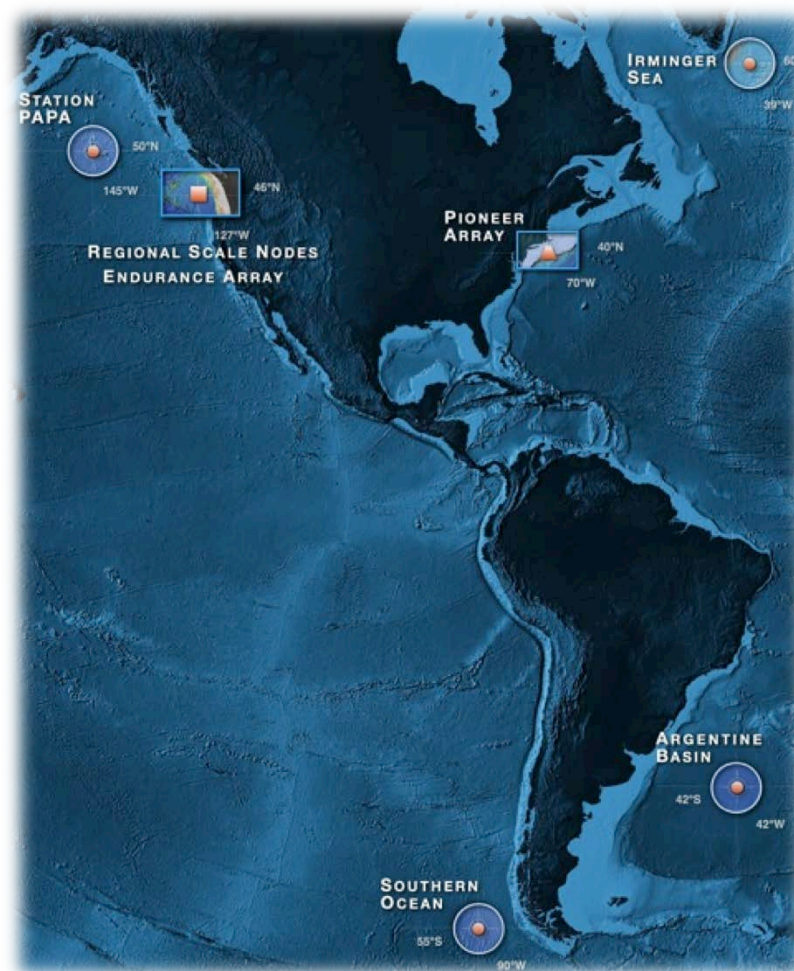 IRMINGER
SEA
39°W
STATION
PAPA
50°N
145°W
46°N
127°W
REGIONAL SCALE NODES
ENDURANCE ARRAY
PIONEER
ARRAY
40°N
70°W
ARGENTINE
BASIN
42°S
42°W
SOUTHERN
OCEAN
55°S
90°W